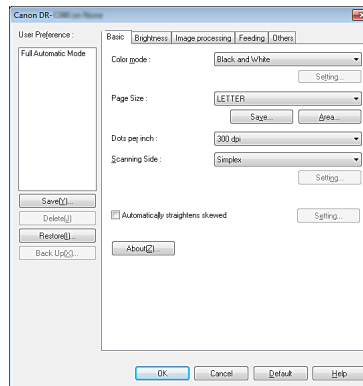 Canon DR-
User Preference :
Full Automatic Mode
Save(Y)...
Delete(J)
Restore(L)...
Back Up(X)...
Basic Brightness Image processing Feeding Others
Color mode : Black and White
Setting...
Page Size : LETTER
Save... Area...
Dots per inch : 300 dpi
Scanning Side : Simplex
Setting...
Automatically straightens skewed Setting...
About(Z)...
OK Cancel Default Help